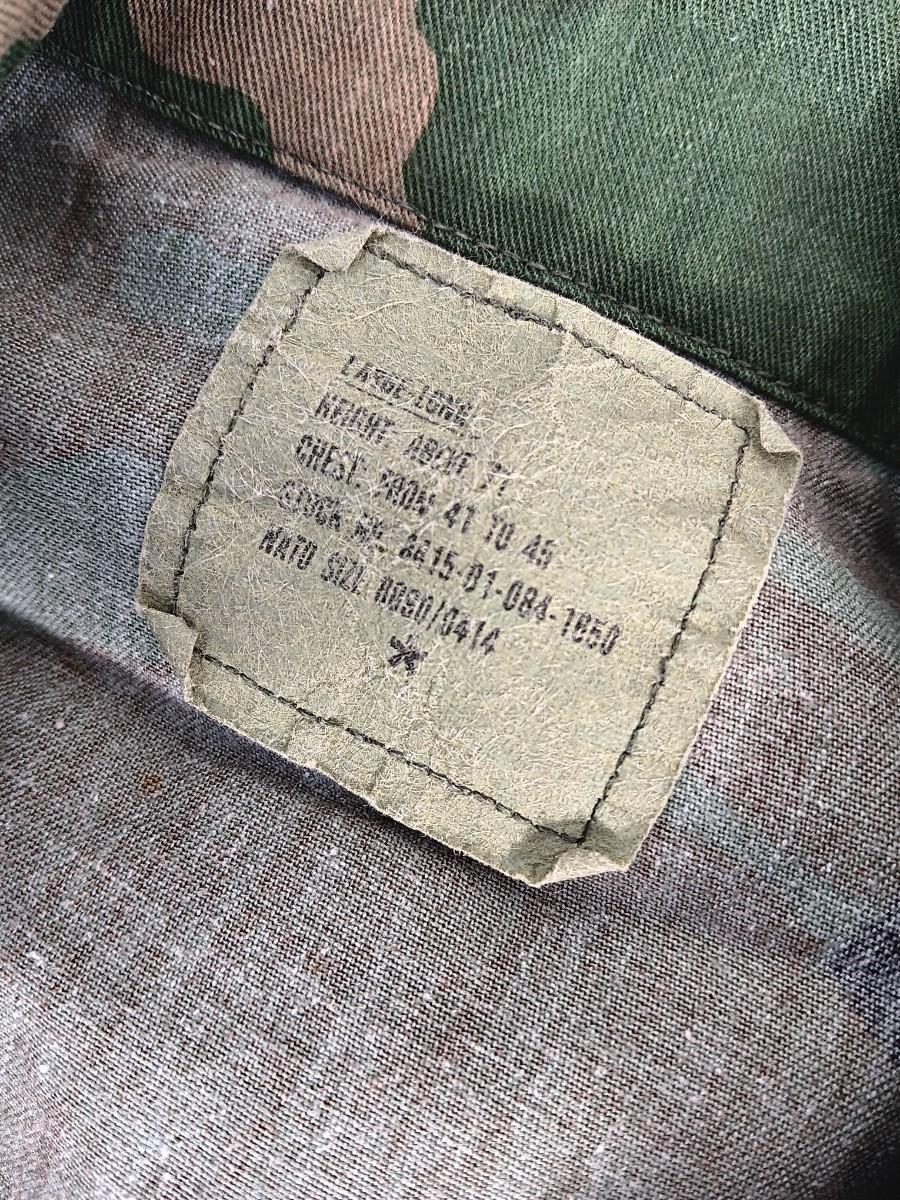 LARGE-LONG
HEIGHT: ABOVE 71
CHEST: FROM 41 TO 45
STOCK NO. 8415-01-084-1650
NATO SIZE 8090/0414
*